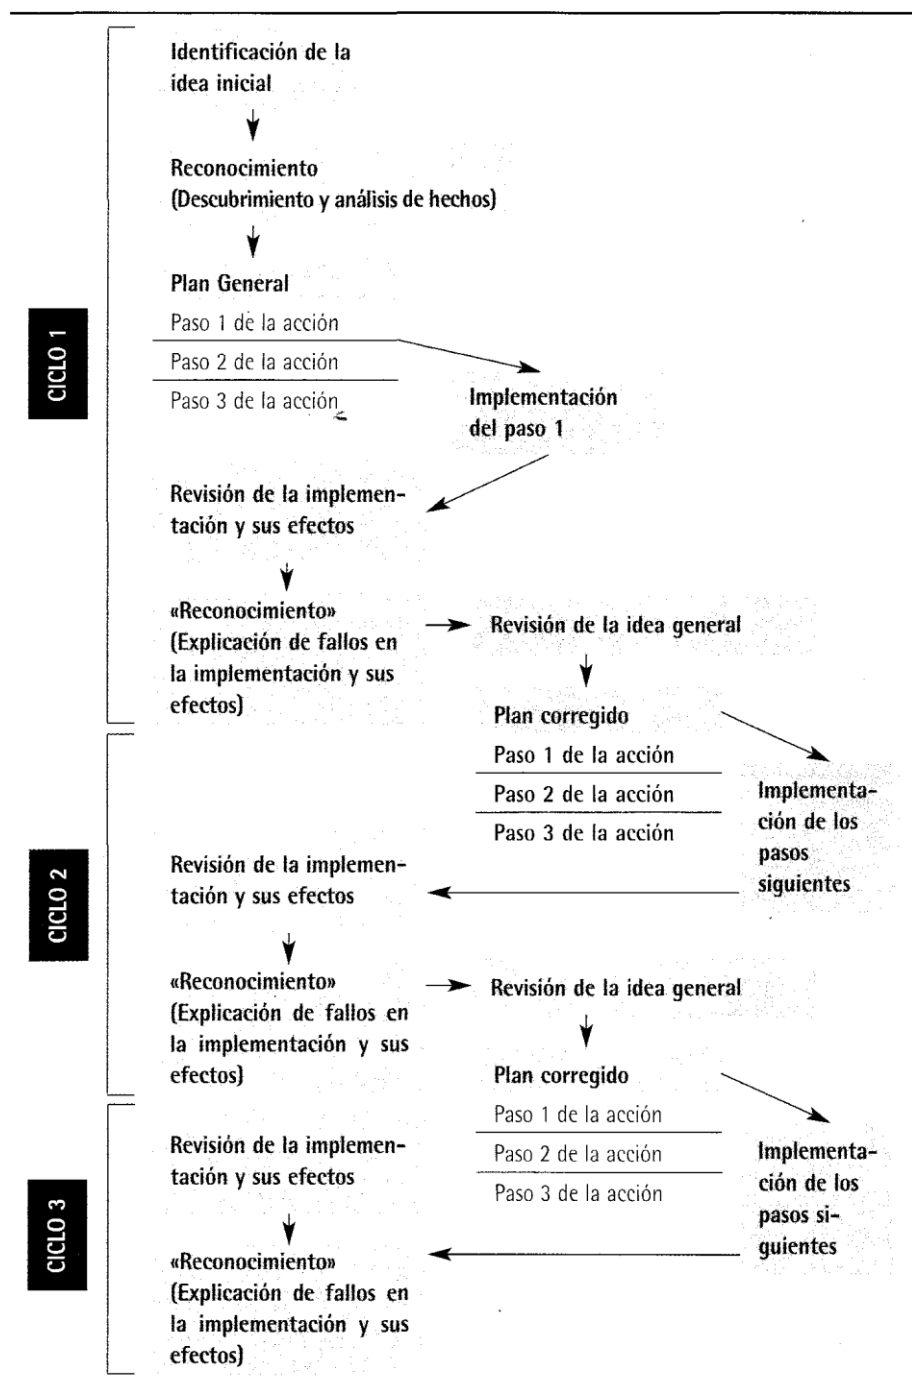 Identificación de la
idea inicial
Reconocimiento
(Descubrimiento y análisis de hechos)
Plan General
Paso 1 de la acción
Paso 2 de la acción
Paso 3 de la acción
CICLO 1
Implementación
del paso 1
Revisión de la implemen-
tación y sus efectos
«Reconocimiento»
(Explicación de fallos en
la implementación y sus
efectos)
Revisión de la idea general
Plan corregido
Paso 1 de la acción
Paso 2 de la acción
Paso 3 de la acción
Implementa-
ción de los
pasos
siguientes
CICLO 2
Revisión de la implemen-
tación y sus efectos
«Reconocimiento»
(Explicación de fallos en
la implementación y sus
efectos)
Revisión de la idea general
Plan corregido
Paso 1 de la acción
Paso 2 de la acción
Paso 3 de la acción
Implementa-
ción de los
pasos si-
guientes
CICLO 3
Revisión de la implemen-
tación y sus efectos
«Reconocimiento»
(Explicación de fallos en
la implementación y sus
efectos)